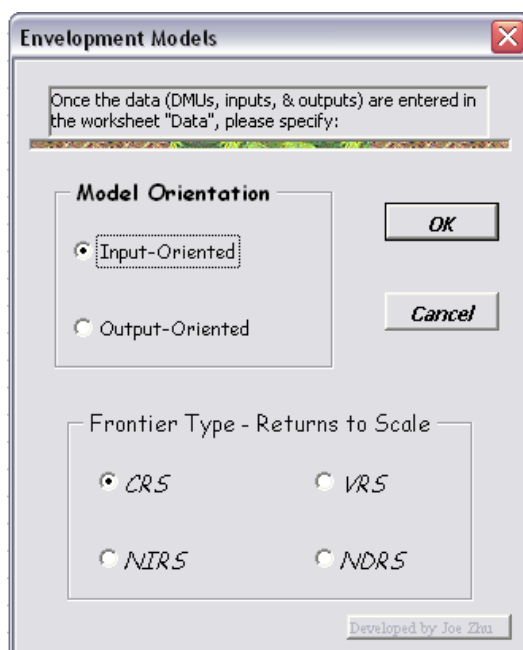 Envelopment Models
Once the data (DMUs, inputs, & outputs) are entered in
the worksheet "Data", please specify:
Model Orientation
Input-Oriented
OK
Output-Oriented
Cancel
Frontier Type - Returns to Scale
CRS
VRS
NIRS
NDRS
Developed by Joe Zhu